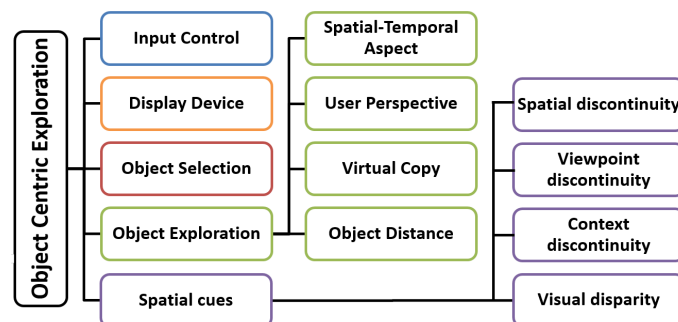 Object Centric Exploration
Input Control
Display Device
Object Selection
Object Exploration
Spatial cues
Spatial-Temporal
Aspect
User Perspective
Virtual Copy
Object Distance
Spatial discontinuity
Viewpoint
discontinuity
Context
discontinuity
Visual disparity